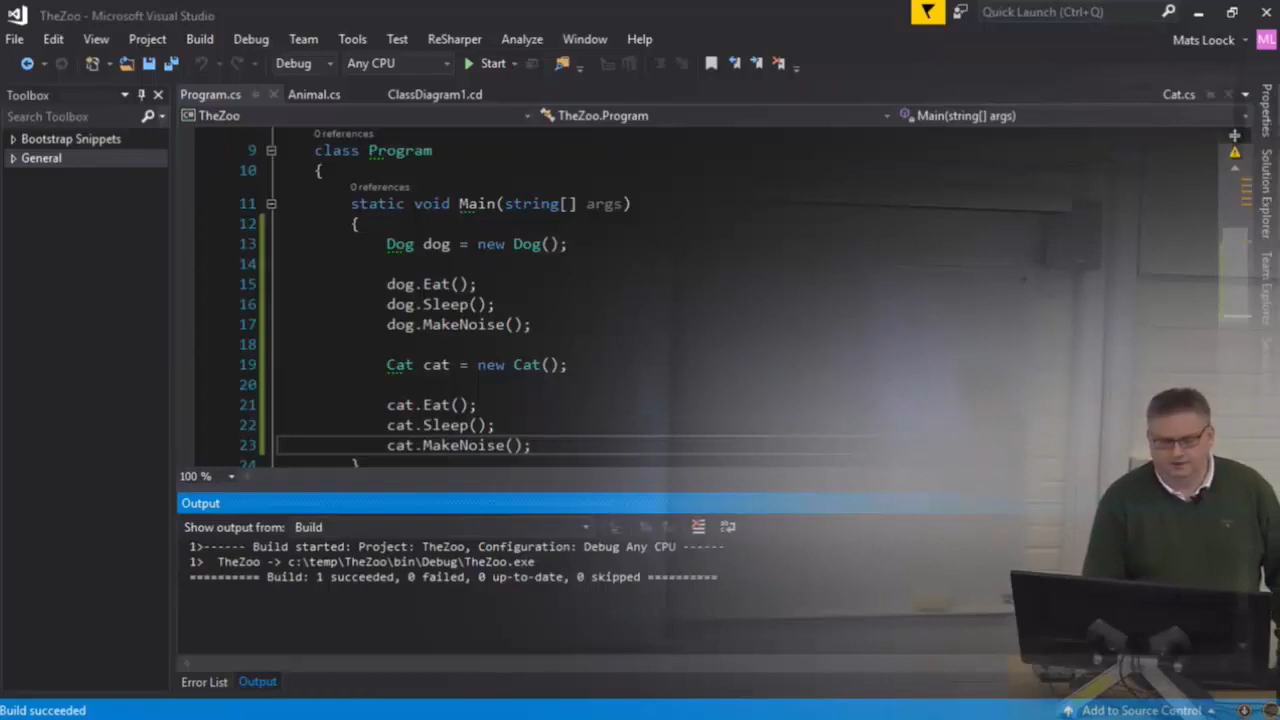 TheZoo - Microsoft Visual Studio
Quick Launch (Ctrl+Q)
File Edit View Project Build Debug Team Tools Test ReSharper Analyze Window Help
Mats Loock ML
Debug Any CPU Start
Toolbox
Program.cs Animal.cs ClassDiagram1.cd Cat.cs
Search Toolbox
TheZoo TheZoo.Program Main(string[] args)
Bootstrap Snippets
General
0 references
9 class Program
10 {
0 references
11 static void Main(string[] args)
12 {
13 Dog dog = new Dog();
14
15 dog.Eat();
16 dog.Sleep();
17 dog.MakeNoise();
18
19 Cat cat = new Cat();
20
21 cat.Eat();
22 cat.Sleep();
23 cat.MakeNoise();
24 }
100 %
Output
Show output from: Build
1>------ Build started: Project: TheZoo, Configuration: Debug Any CPU ------
1> TheZoo -> c:\temp\TheZoo\bin\Debug\TheZoo.exe
========== Build: 1 succeeded, 0 failed, 0 up-to-date, 0 skipped ==========
Error List Output
Build succeeded
Add to Source Control
Properties
Solution Explorer
Team Explorer